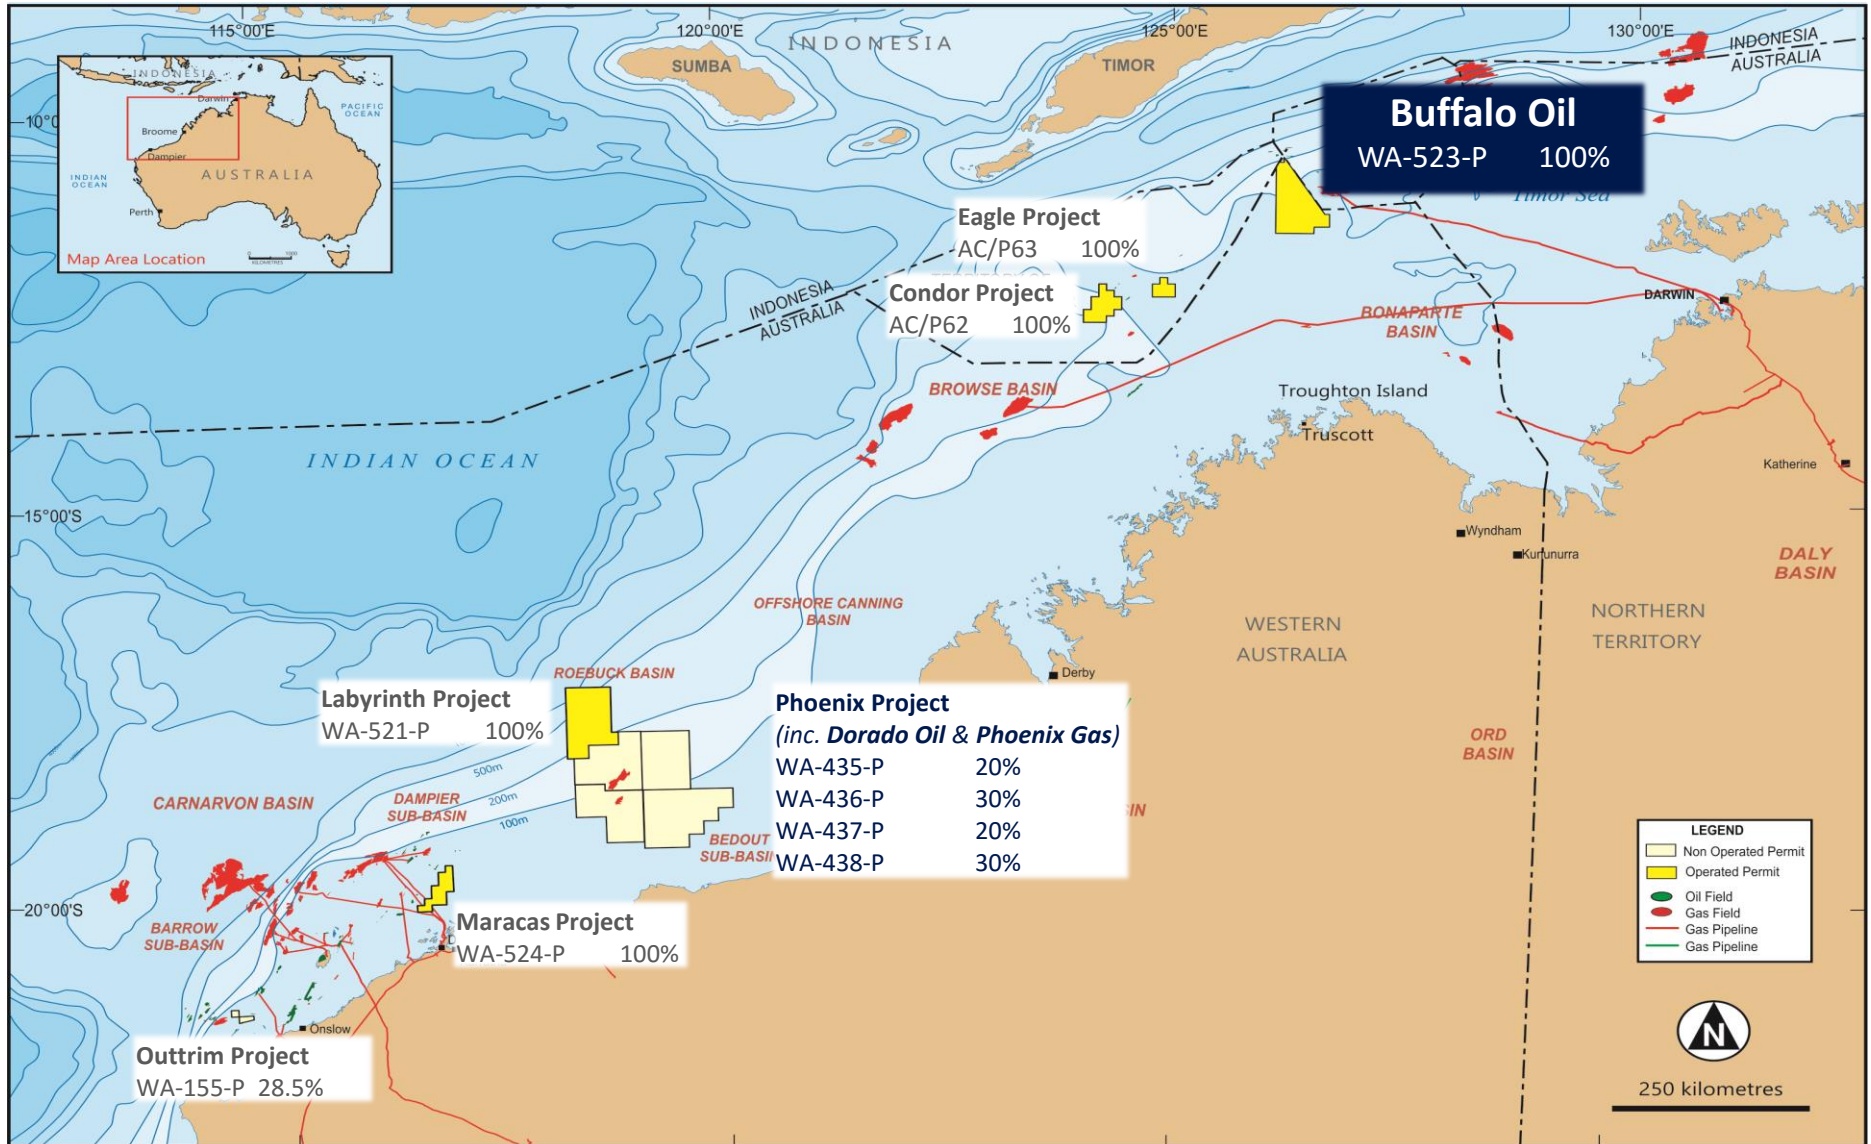 115°00'E
120°00'E
125°00'E
130°00'E
INDONESIA
SUMBA
TIMOR
INDONESIA
AUSTRALIA
INDONESIA
Darwin
PACIFIC
OCEAN
Broome
Dampier
AUSTRALIA
INDIAN
OCEAN
Perth
Map Area Location
0
1000
KILOMETRES
Buffalo Oil
WA-523-P 100%
Timor Sea
Eagle Project
AC/P63 100%
Condor Project
AC/P62 100%
INDONESIA
AUSTRALIA
BONAPARTE
BASIN
DARWIN
BROWSE BASIN
Troughton Island
Truscott
Katherine
INDIAN OCEAN
15°00'S
Wyndham
Kununurra
DALY
BASIN
OFFSHORE CANNING
BASIN
WESTERN
AUSTRALIA
NORTHERN
TERRITORY
ROEBUCK BASIN
Derby
Labyrinth Project
WA-521-P 100%
Phoenix Project
(inc. Dorado Oil & Phoenix Gas)
WA-435-P 20%
WA-436-P 30%
WA-437-P 20%
WA-438-P 30%
ORD
BASIN
500m
200m
100m
CARNARVON BASIN
DAMPIER
SUB-BASIN
BEDOUT
SUB-BASIN
20°00'S
BARROW
SUB-BASIN
Maracas Project
WA-524-P 100%
Onslow
Outtrim Project
WA-155-P 28.5%
LEGEND
Non Operated Permit
Operated Permit
Oil Field
Gas Field
Gas Pipeline
Gas Pipeline
N
250 kilometres